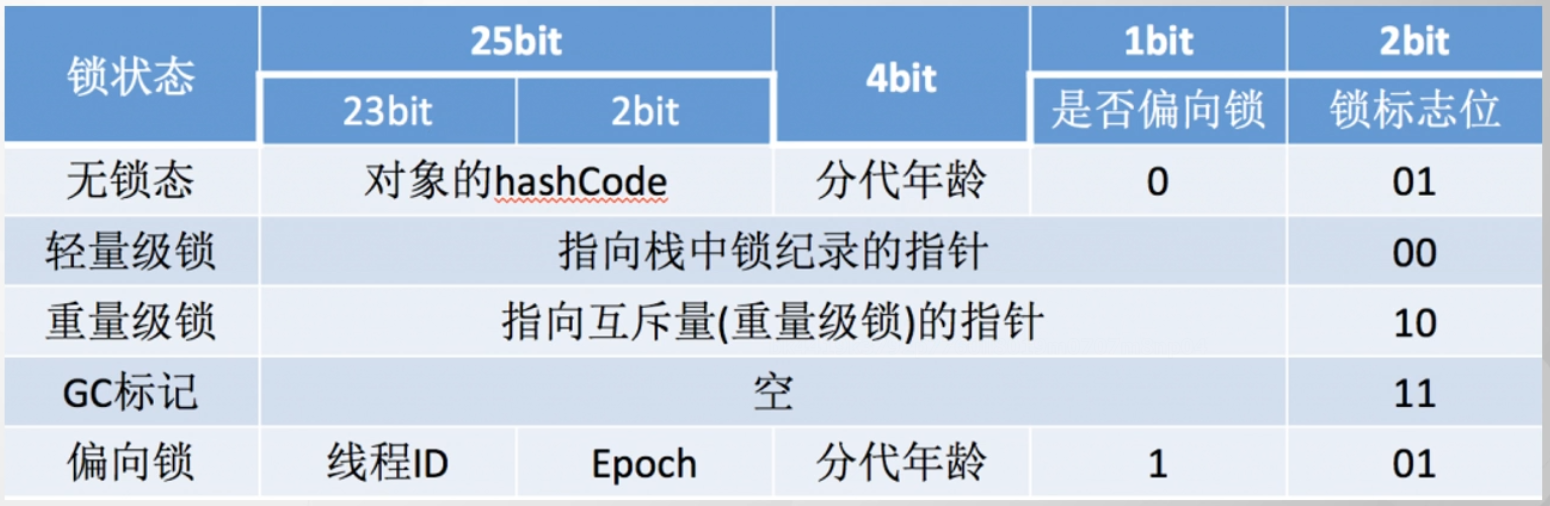 锁状态 25bit 4bit 1bit 2bit
23bit 2bit 是否偏向锁 锁标志位
无锁态 对象的hashCode 分代年龄 0 01
轻量级锁 指向栈中锁纪录的指针 00
重量级锁 指向互斥量(重量级锁)的指针 10
GC标记 空 11
偏向锁 线程ID Epoch 分代年龄 1 01